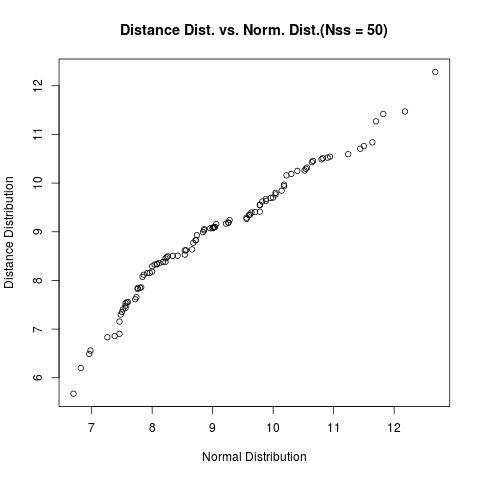 Distance Dist. vs. Norm. Dist.(Nss = 50)
Distance Distribution
12
11
10
9
8
7
6
7 8 9 10 11 12
Normal Distribution